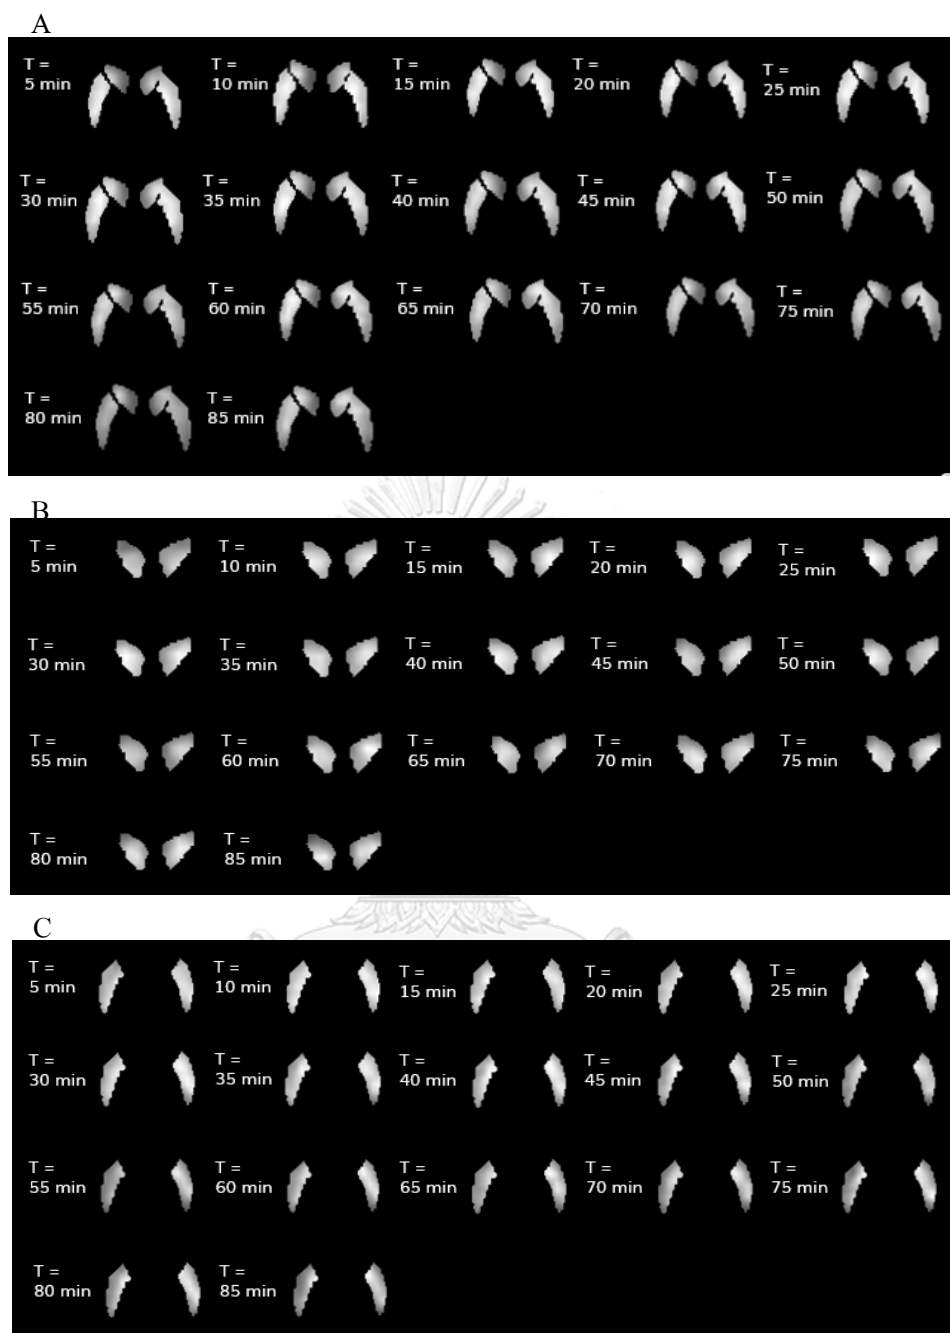 A
T =
5 min
T =
10 min
T =
15 min
T =
20 min
T =
25 min
T =
30 min
T =
35 min
T =
40 min
T =
45 min
T =
50 min
T =
55 min
T =
60 min
T =
65 min
T =
70 min
T =
75 min
T =
80 min
T =
85 min
B
T =
5 min
T =
10 min
T =
15 min
T =
20 min
T =
25 min
T =
30 min
T =
35 min
T =
40 min
T =
45 min
T =
50 min
T =
55 min
T =
60 min
T =
65 min
T =
70 min
T =
75 min
T =
80 min
T =
85 min
C
T =
5 min
T =
10 min
T =
15 min
T =
20 min
T =
25 min
T =
30 min
T =
35 min
T =
40 min
T =
45 min
T =
50 min
T =
55 min
T =
60 min
T =
65 min
T =
70 min
T =
75 min
T =
80 min
T =
85 min